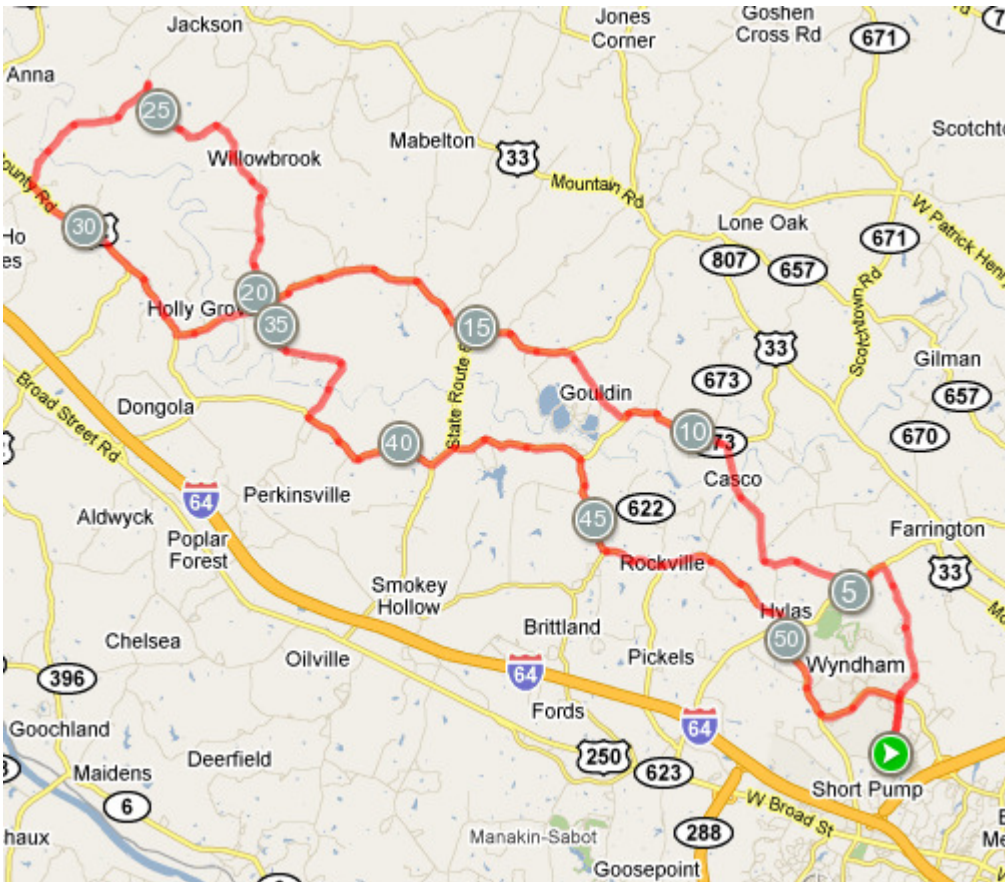 Jackson
Jones
Corner
Goshen
Cross Rd
671
Anna
25
Willowbrook
Mabelton
33
Mountain Rd
Lone Oak
W Patrick Hen
671
County Rd
30
807
657
Scotchtown Rd
Holly Gro
20
35
15
33
Gilman
657
State Route
Gouldin
673
670
Dongola
Broad Street Rd
40
10
73
Casco
64
Perkinsville
45
622
Farrington
Aldwyck
Poplar
Forest
Rockville
33
Smokey
Hollow
5
Hylas
50
Chelsea
Oilville
Brittland
Pickels
Wyndham
396
64
Goochland
Fords
64
Deerfield
250
623
Short Pump
Maidens
6
W Broad St
288
Manakin-Sabot
Goosepoint